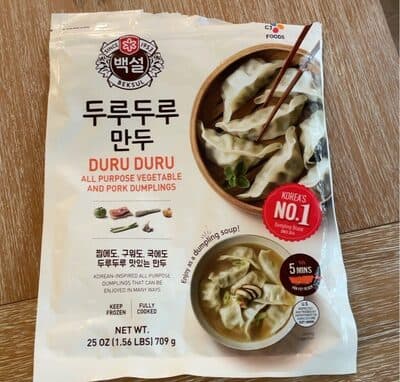 CJ
FOODS
SINCE 1953
백설
BEKSUL
두루두루
만두
DURU DURU
ALL PURPOSE VEGETABLE
AND PORK DUMPLINGS
KOREA'S
NO.1
Enjoy as a dumpling soup!
찜에도, 구워도, 국에도
두루두루 맛있는 만두
KOREAN-INSPIRED ALL PURPOSE
DUMPLINGS THAT CAN BE
ENJOYED IN MANY WAYS
5 MINS
KEEP
FROZEN
FULLY
COOKED
NET WT.
25 OZ (1.56 LBS) 709 g